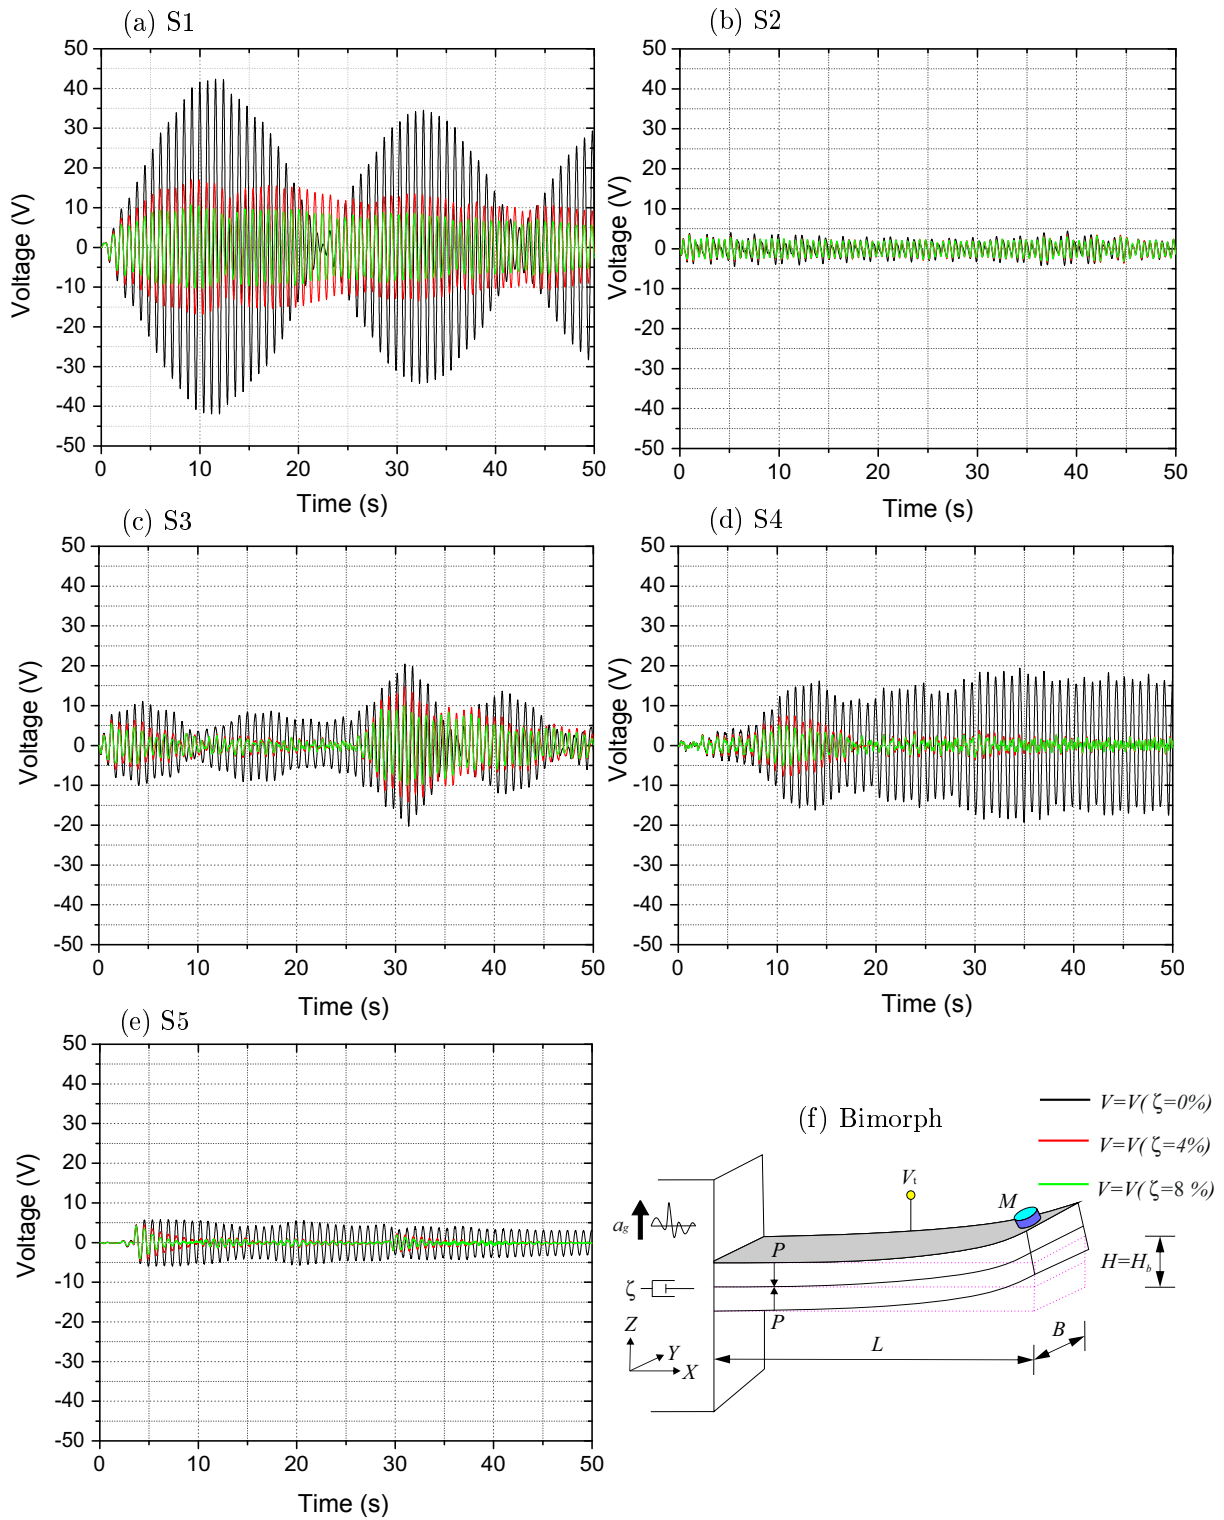 (a) S1
50
40
30
20
10
0
-10
-20
-30
-40
-50
Voltage (V)
0 10 20 30 40 50
Time (s)
(b) S2
50
40
30
20
10
0
-10
-20
-30
-40
-50
Voltage (V)
0 10 20 30 40 50
Time (s)
(c) S3
50
40
30
20
10
0
-10
-20
-30
-40
-50
Voltage (V)
0 10 20 30 40 50
Time (s)
(d) S4
50
40
30
20
10
0
-10
-20
-30
-40
-50
Voltage (V)
0 10 20 30 40 50
Time (s)
(e) S5
50
40
30
20
10
0
-10
-20
-30
-40
-50
Voltage (V)
0 10 20 30 40 50
Time (s)
(f) Bimorph
V=V(ζ=0%)
V=V(ζ=4%)
V=V(ζ=8 %)
Vt
M
ag
P
H=Hb
ζ
P
Z
Y
X
L
B